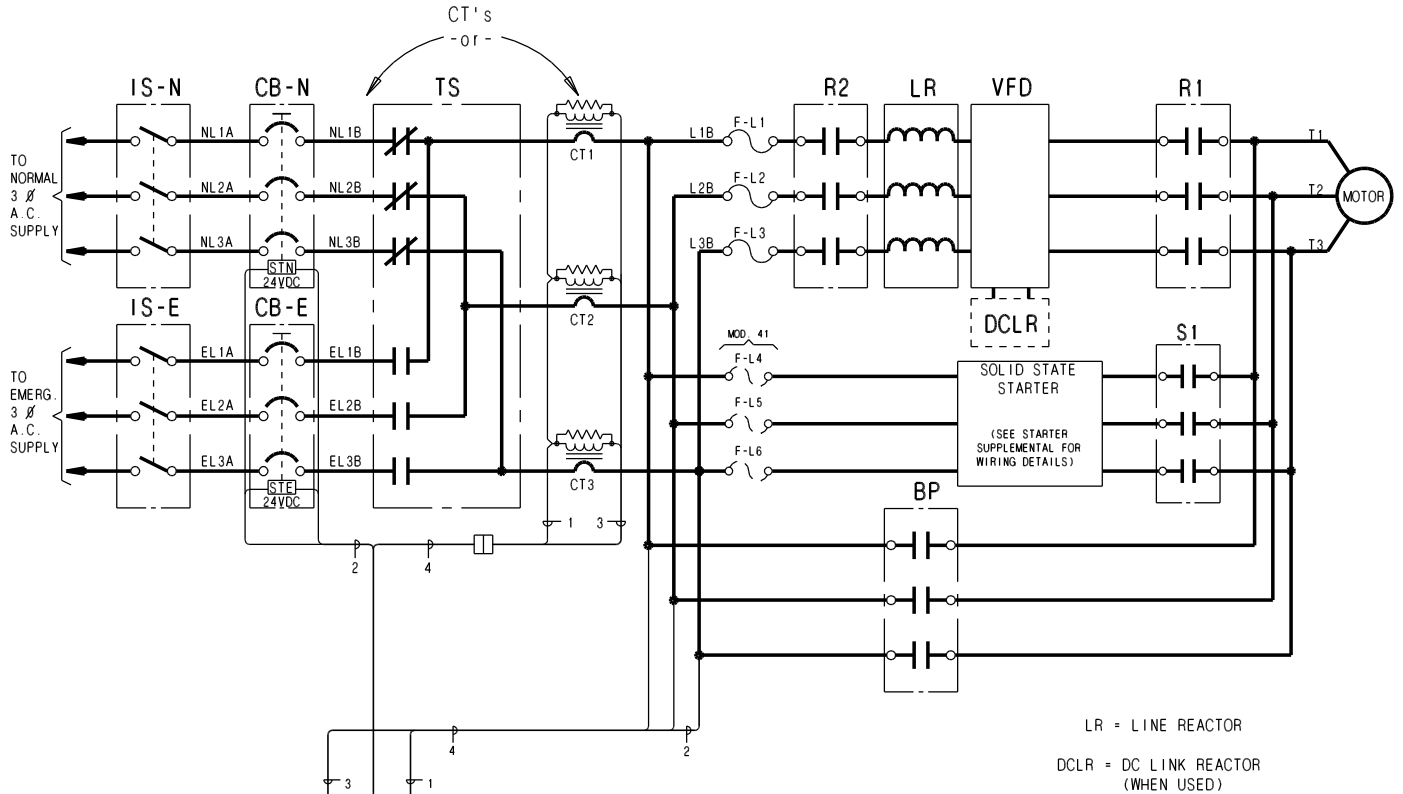 CT's
-or-
IS-N
CB-N
TS
R2
LR
VFD
R1
TO
NORMAL
3 Ø
A.C.
SUPPLY
NL1A
NL1B
NL2A
NL2B
NL3A
NL3B
STN
24VDC
CT1
CT2
CT3
L1B
F-L1
L2B
F-L2
L3B
F-L3
T1
T2
T3
MOTOR
DCLR
IS-E
CB-E
TO
EMERG.
3 Ø
A.C.
SUPPLY
EL1A
EL1B
EL2A
EL2B
EL3A
EL3B
STE
24VDC
MOD. 41
F-L4
F-L5
F-L6
SOLID STATE
STARTER
(SEE STARTER
SUPPLEMENTAL FOR
WIRING DETAILS)
S1
BP
1
3
2
4
4
2
3
1
LR = LINE REACTOR
DCLR = DC LINK REACTOR
(WHEN USED)